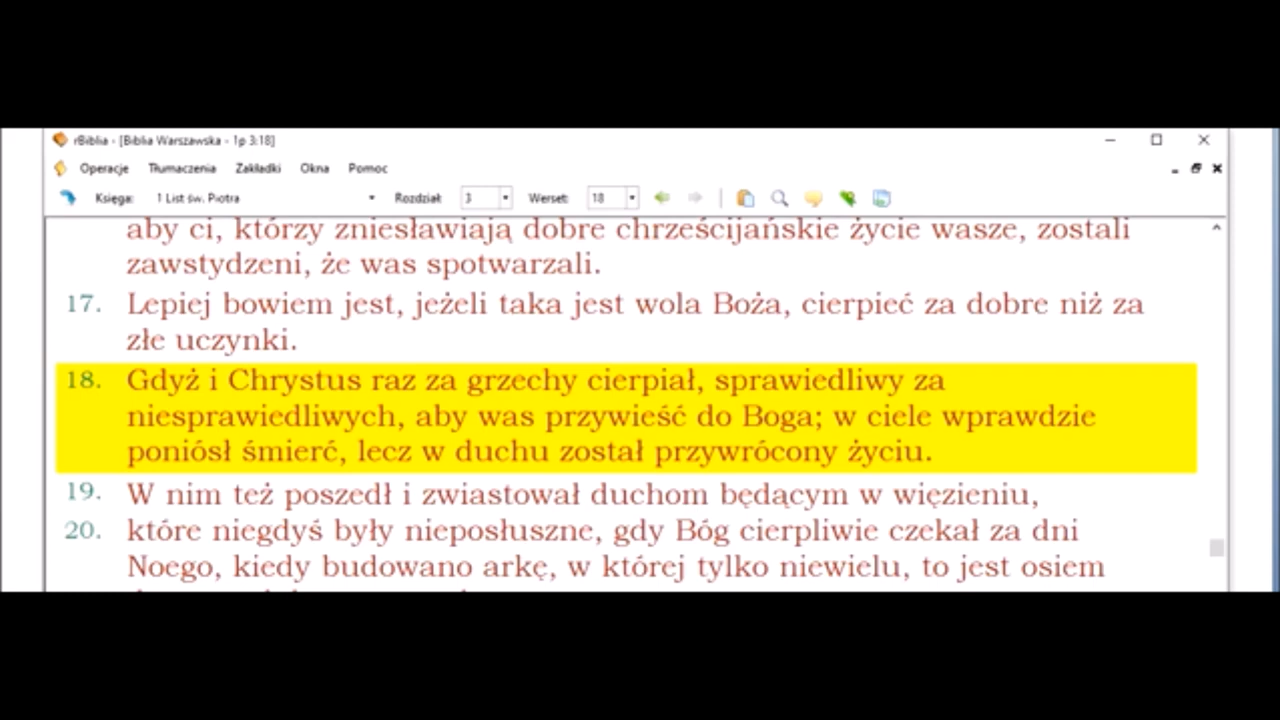 rBiblia - [Biblia Warszawska - 1p 3:18]
Operacje Tłumaczenia Zakładki Okna Pomoc
Księga: 1 List św. Piotra Rozdział 3 Werset: 18
aby ci, którzy zniesławiają dobre chrześcijańskie życie wasze, zostali
zawstydzeni, że was spotwarzali.
17. Lepiej bowiem jest, jeżeli taka jest wola Boża, cierpieć za dobre niż za
złe uczynki.
18. Gdyż i Chrystus raz za grzechy cierpiał, sprawiedliwy za
niesprawiedliwych, aby was przywieść do Boga; w ciele wprawdzie
poniósł śmierć, lecz w duchu został przywrócony życiu.
19. W nim też poszedł i zwiastował duchom będącym w więzieniu,
20. które niegdyś były nieposłuszne, gdy Bóg cierpliwie czekał za dni
Noego, kiedy budowano arkę, w której tylko niewielu, to jest osiem